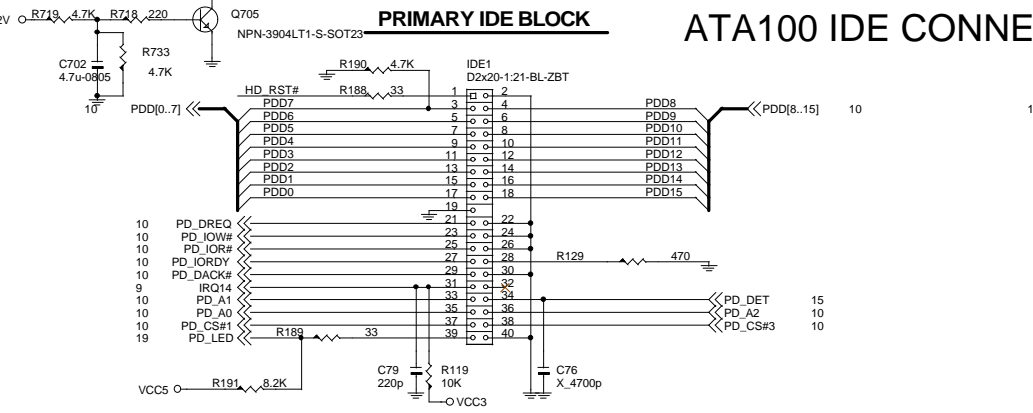 2V R719 4.7K R718 220 Q705
NPN-3904LT1-S-SOT23
C702
4.7u-0805
R733
4.7K
PRIMARY IDE BLOCK
ATA100 IDE CONNE
R190 4.7K
IDE1
D2x20-1:21-BL-ZBT
HD_RST# R188 33 1 2
10 PDD[0..7] PDD7 3 4 PDD8 PDD[8..15] 10 1
PDD6 5 6 PDD9
PDD5 7 8 PDD10
PDD4 9 10 PDD11
PDD3 11 12 PDD12
PDD2 13 14 PDD13
PDD1 15 16 PDD14
PDD0 17 18 PDD15
19
10 PD_DREQ 21 22
10 PD_IOW# 23 24
10 PD_IOR# 25 26
10 PD_IORDY 27 28 R129 470
10 PD_DACK# 29 30
9 IRQ14 31 32
10 PD_A1 33 34 PD_DET 15
10 PD_A0 35 36 PD_A2 10
10 PD_CS#1 37 38 PD_CS#3 10
19 PD_LED R189 33 39 40
VCC5 R191 8.2K
C79
220p
R119
10K
VCC3
C76
X_4700p